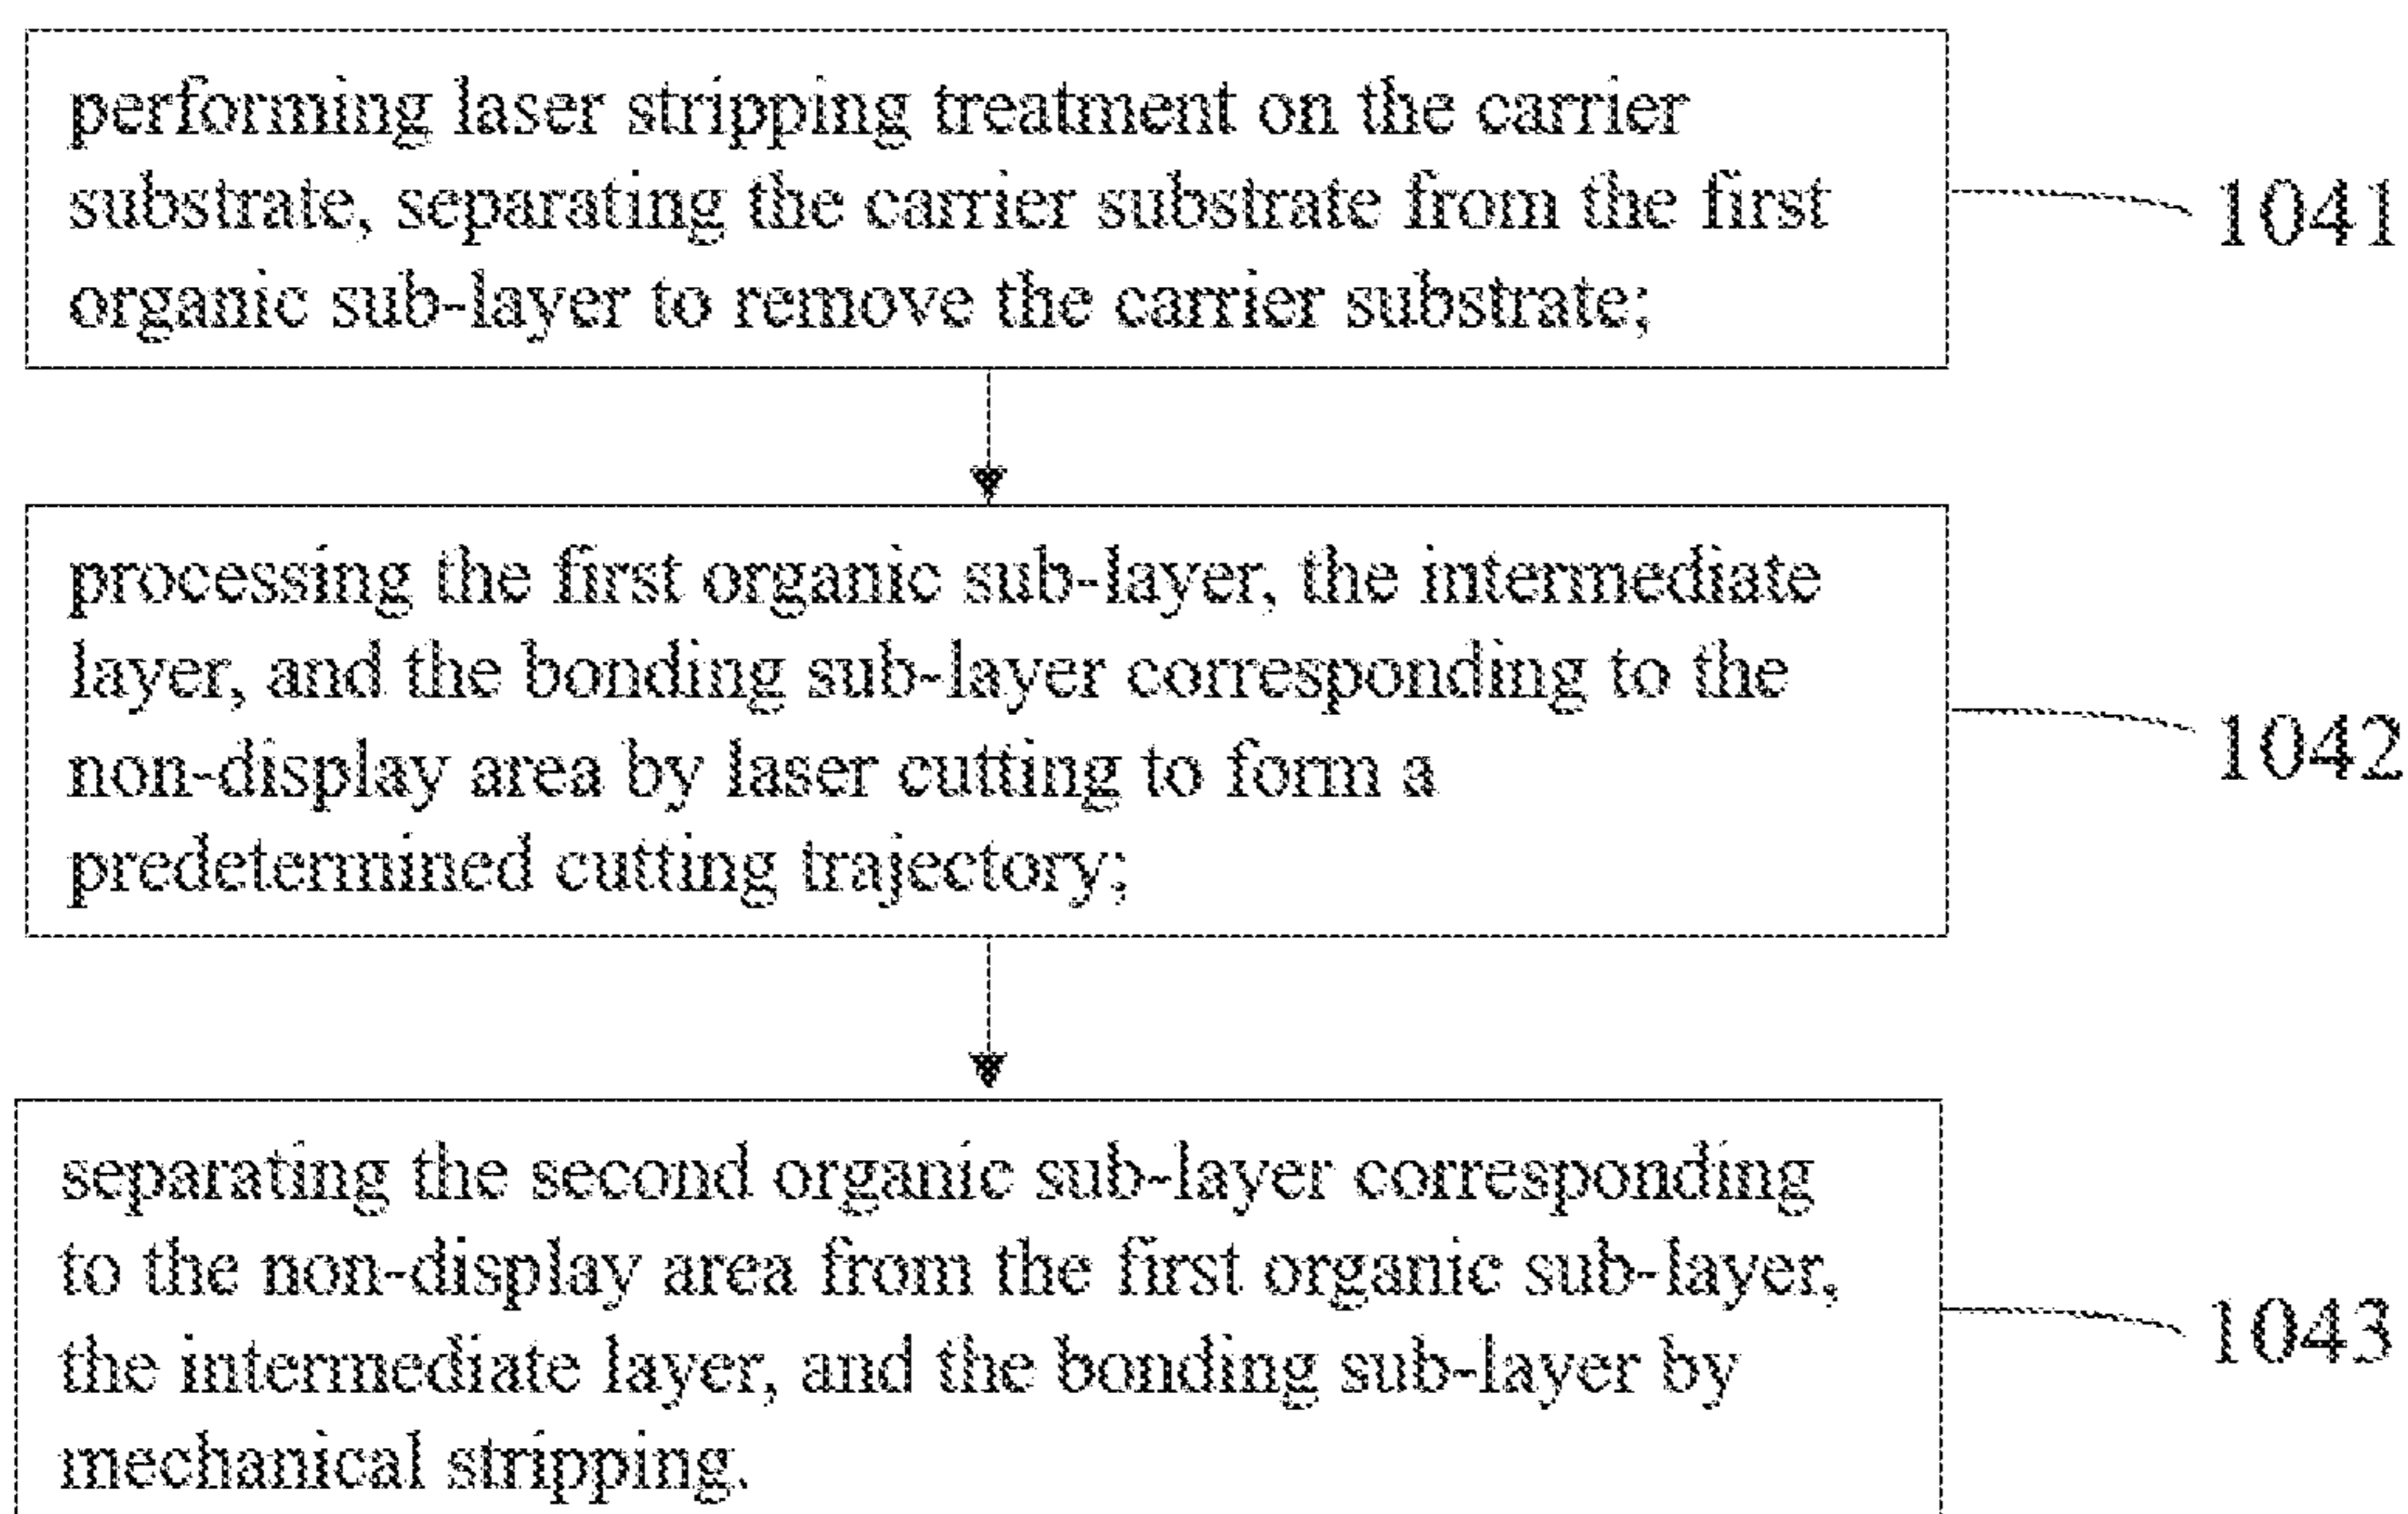 performing laser stripping treatment on the carrier
substrate, separating the carrier substrate from the first
organic sub-layer to remove the carrier substrate;
1041
processing the first organic sub-layer, the intermediate
layer, and the bonding sub-layer corresponding to the
non-display area by laser cutting to form a
predetermined cutting trajectory;
1042
separating the second organic sub-layer corresponding
to the non-display area from the first organic sub-layer,
the intermediate layer, and the bonding sub-layer by
mechanical stripping.
1043